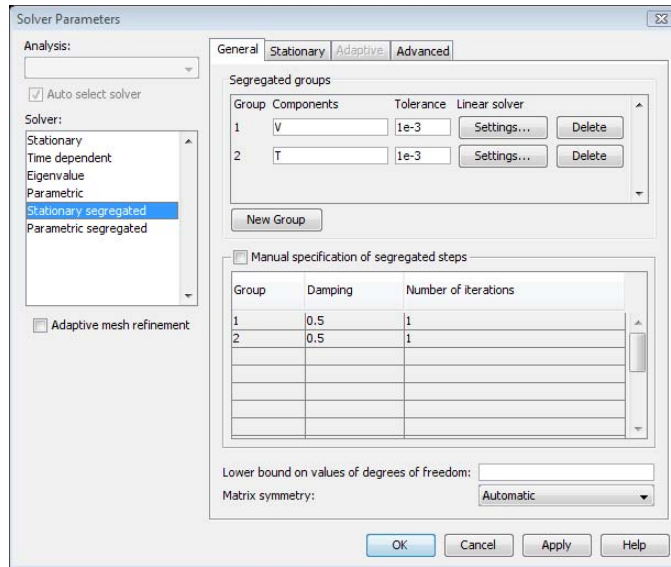 Solver Parameters
Analysis:
Auto select solver
Solver:
Stationary
Time dependent
Eigenvalue
Parametric
Stationary segregated
Parametric segregated
Adaptive mesh refinement
General Stationary Adaptive Advanced
Segregated groups
Group Components Tolerance Linear solver
1 V 1e-3 Settings... Delete
2 T 1e-3 Settings... Delete
New Group
Manual specification of segregated steps
Group Damping Number of iterations
1 0.5 1
2 0.5 1
Lower bound on values of degrees of freedom:
Matrix symmetry: Automatic
OK Cancel Apply Help